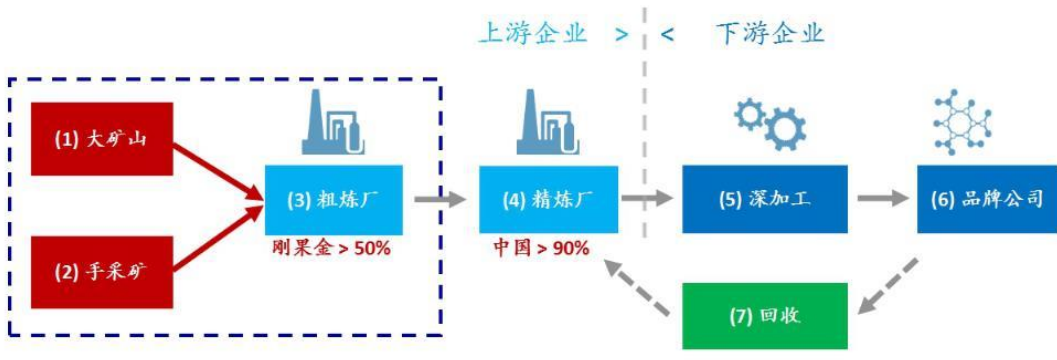 上游企业 > < 下游企业
(1) 大矿山
(2) 手采矿
(3) 粗炼厂
刚果金 > 50%
(4) 精炼厂
中国 > 90%
(5) 深加工
(6) 品牌公司
(7) 回收